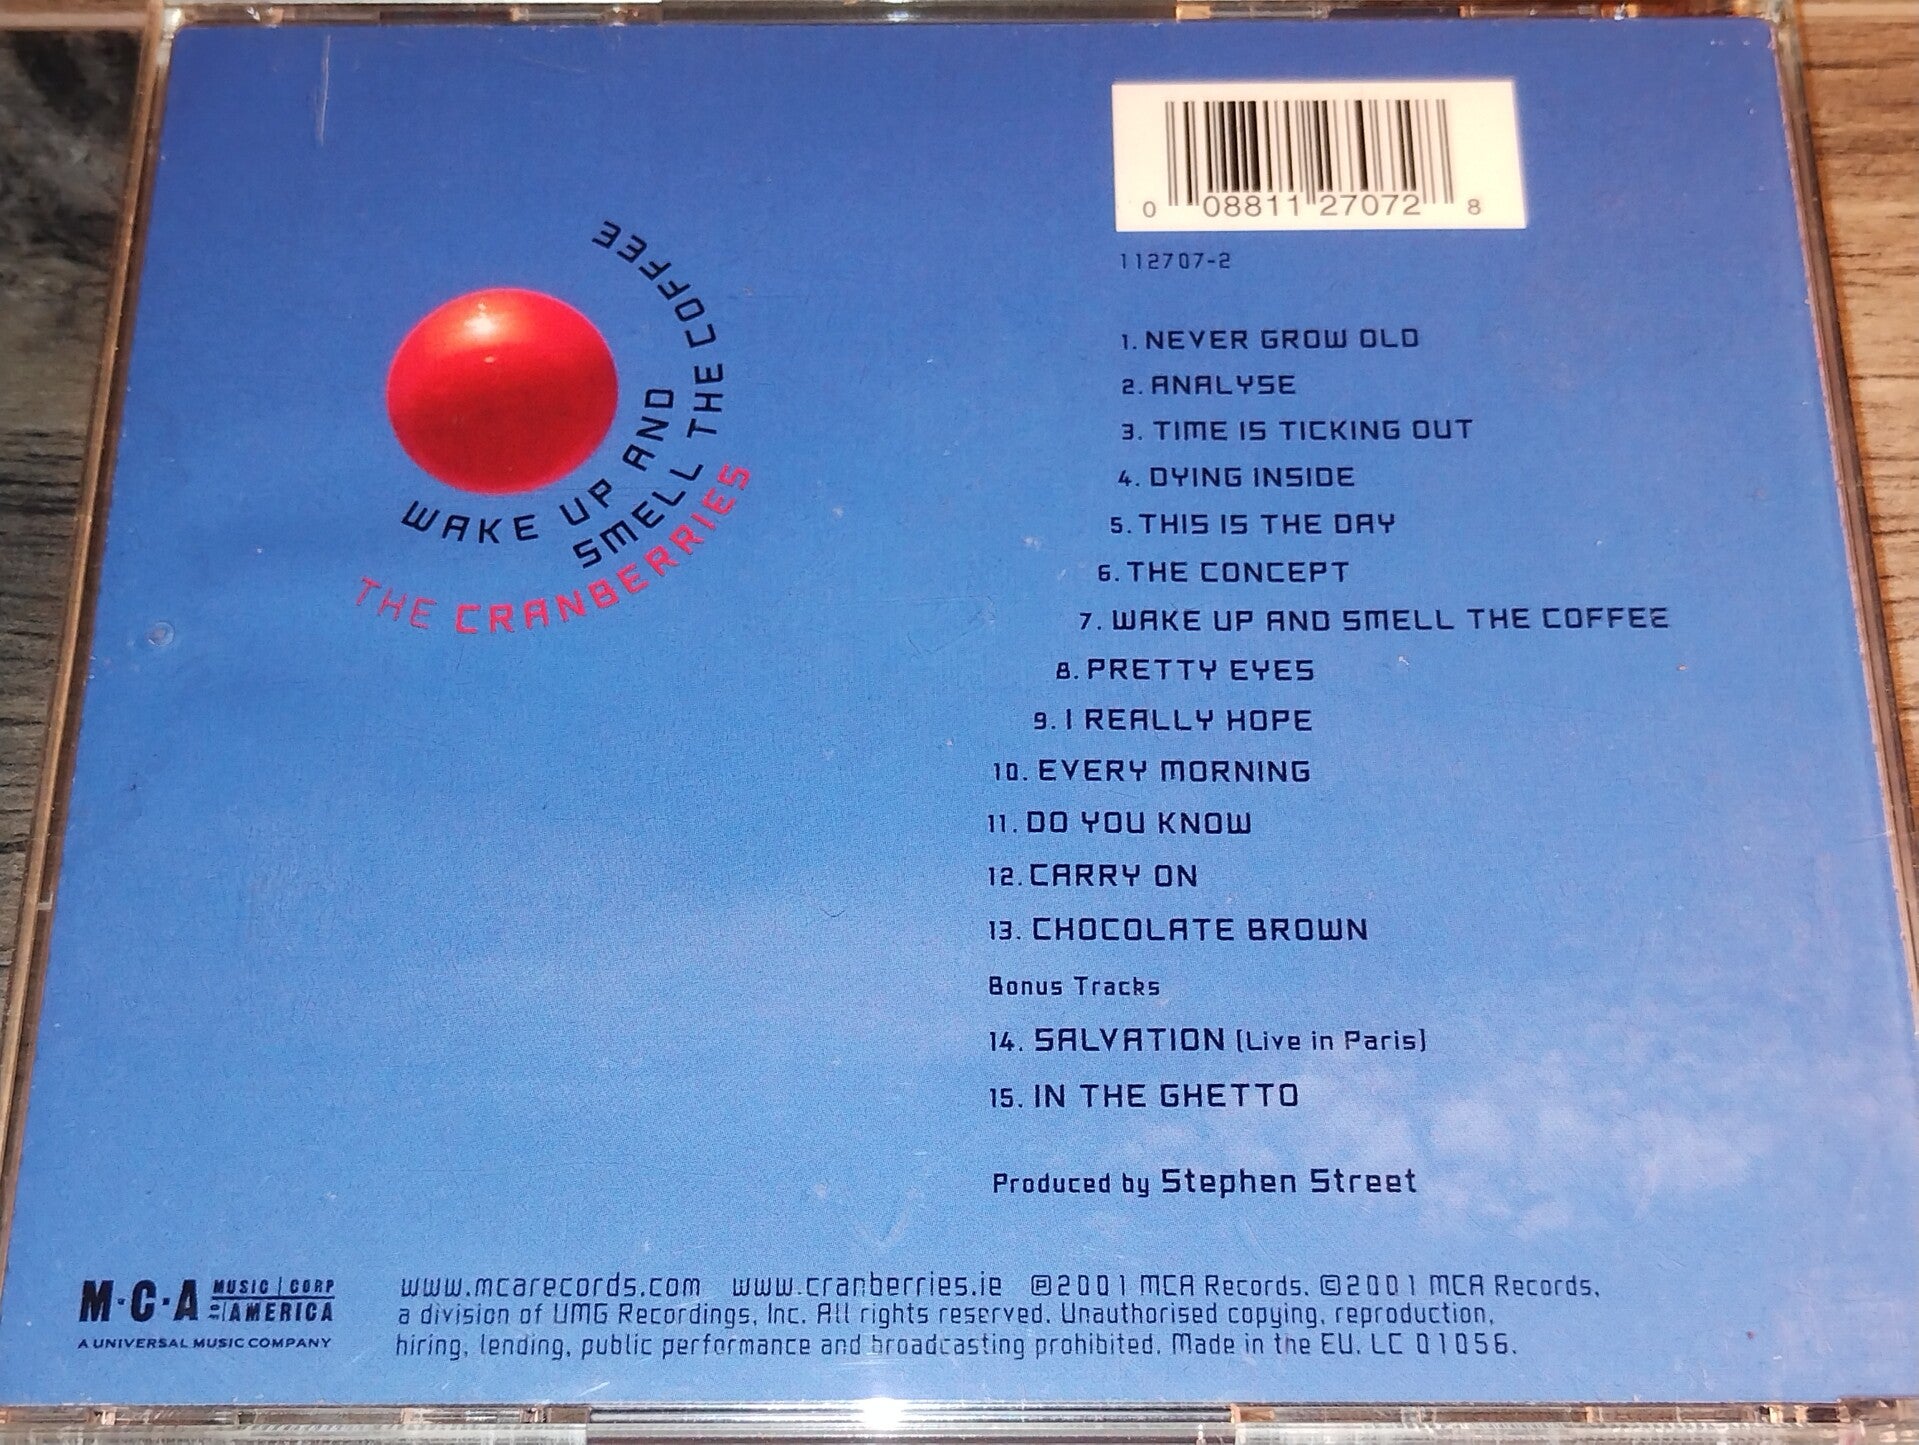 0 08811 27072 8
112707-2
WAKE UP AND
SMELL THE COFFEE
THE CRANBERRIES
1. NEVER GROW OLD
2. ANALYSE
3. TIME IS TICKING OUT
4. DYING INSIDE
5. THIS IS THE DAY
6. THE CONCEPT
7. WAKE UP AND SMELL THE COFFEE
8. PRETTY EYES
9. I REALLY HOPE
10. EVERY MORNING
11. DO YOU KNOW
12. CARRY ON
13. CHOCOLATE BROWN
Bonus Tracks
14. SALVATION (Live in Paris)
15. IN THE GHETTO
Produced by Stephen Street
M·C·A MUSIC CORP
OF AMERICA
A UNIVERSAL MUSIC COMPANY
www.mcarecords.com www.cranberries.ie ℗2001 MCA Records. ©2001 MCA Records,
a division of UMG Recordings, Inc. All rights reserved. Unauthorised copying, reproduction,
hiring, lending, public performance and broadcasting prohibited. Made in the EU. LC 01056.